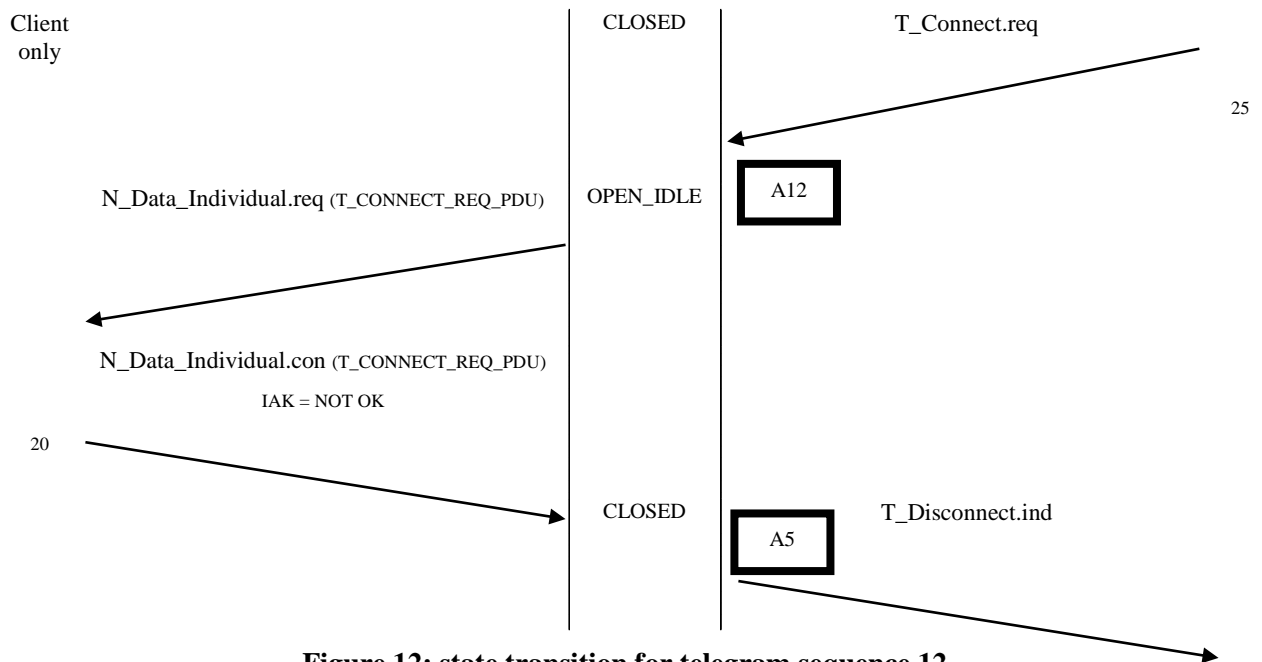 Client
only
CLOSED
T_Connect.req
25
N_Data_Individual.req (T_CONNECT_REQ_PDU)
OPEN_IDLE
A12
N_Data_Individual.con (T_CONNECT_REQ_PDU)
IAK = NOT OK
20
CLOSED
T_Disconnect.ind
A5
Figure 12: state transition for telegram sequence 12